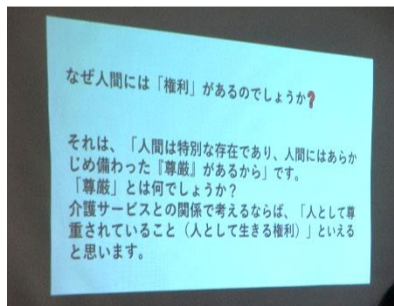 なぜ人間には「権利」があるのでしょうか❓
それは、「人間は特別な存在であり、人間にはあらか
じめ備わった『尊厳』があるから」です。
「尊厳」とは何でしょうか？
介護サービスとの関係で考えるならば、「人として尊
重されていること（人として生きる権利）」といえる
と思います。